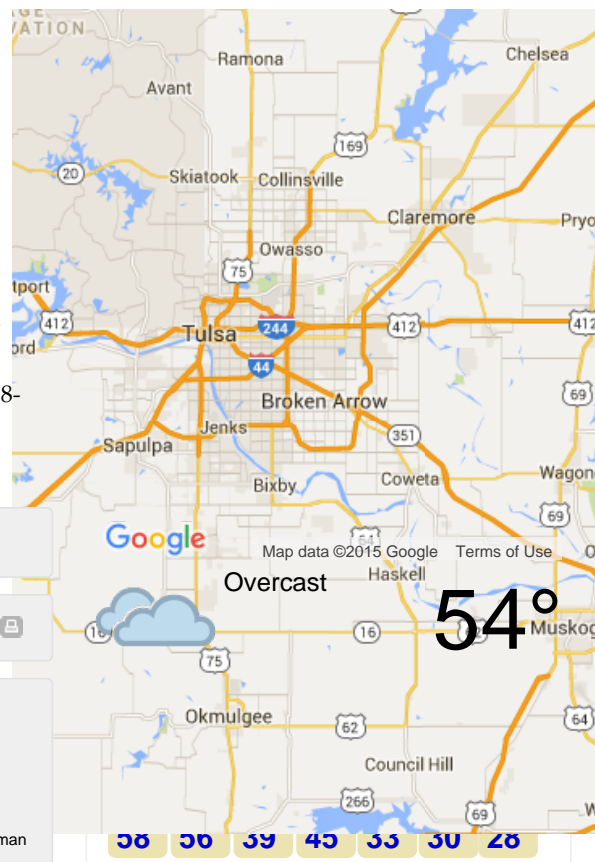 VATION
Ramona
Chelsea
Avant
169
20
Skiatook
Collinsville
Claremore
Pryo
Owasso
75
tport
412
Tulsa
244
412
412
ord
44
8-
69
Broken Arrow
Jenks
351
Sapulpa
Bixby
Coweta
Wagon
69
Google
64
Map data ©2015 Google Terms of Use
Overcast
Haskell
54°
16
62
Muskog
75
Okmulgee
62
64
Council Hill
266
69
man
58 56 39 45 33 30 28